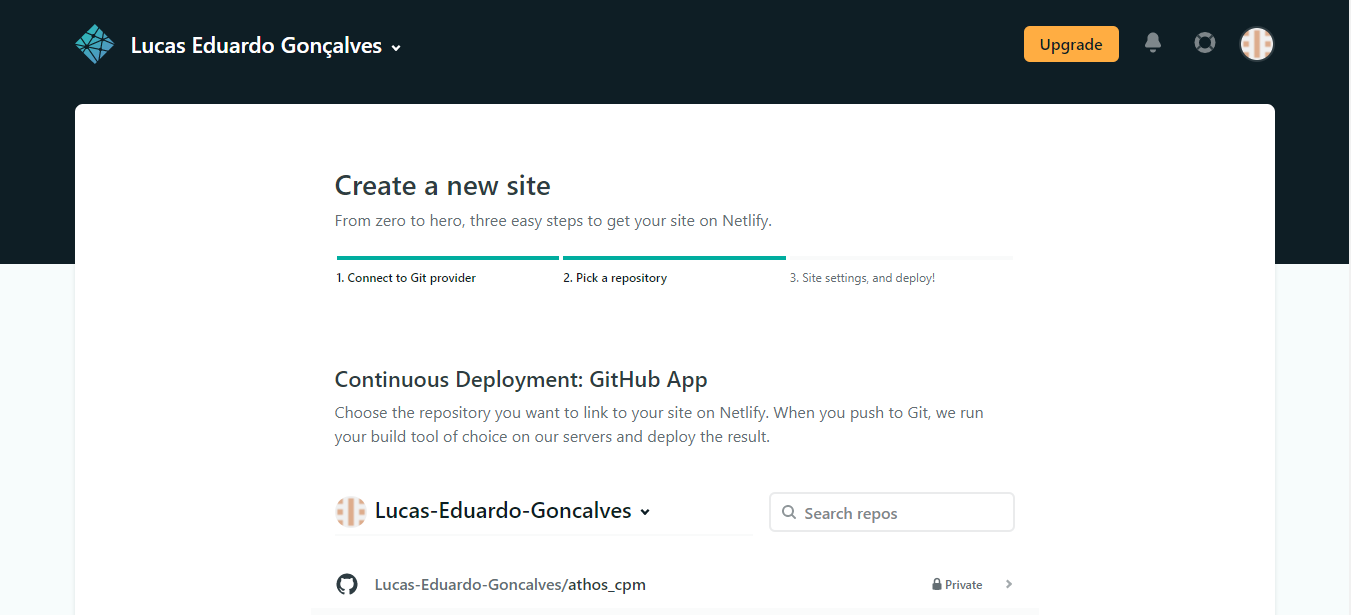 Lucas Eduardo Gonçalves
Upgrade
Create a new site
From zero to hero, three easy steps to get your site on Netlify.
1. Connect to Git provider
2. Pick a repository
3. Site settings, and deploy!
Continuous Deployment: GitHub App
Choose the repository you want to link to your site on Netlify. When you push to Git, we run
your build tool of choice on our servers and deploy the result.
Lucas-Eduardo-Goncalves
Search repos
Lucas-Eduardo-Goncalves/athos_cpm
Private